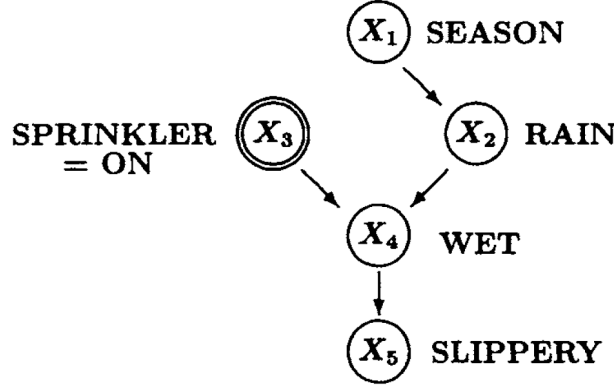 X1 SEASON
SPRINKLER
= ON
X3
X2 RAIN
X4 WET
X5 SLIPPERY